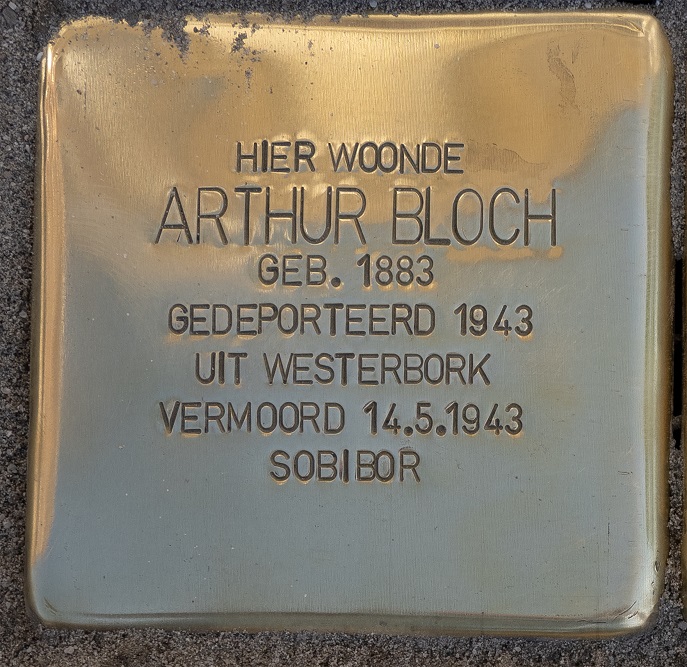 HIER WOONDE
ARTHUR BLOCH
GEB. 1883
GEDEPORTEERD 1943
UIT WESTERBORK
VERMOORD 14.5.1943
SOBIBOR